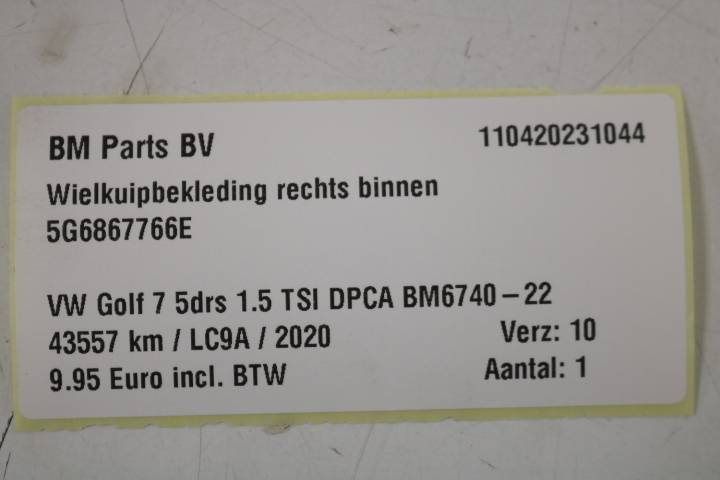 BM Parts BV 110420231044
Wielkuipbekleding rechts binnen
5G6867766E
VW Golf 7 5drs 1.5 TSI DPCA BM6740-22
43557 km / LC9A / 2020 Verz: 10
9.95 Euro incl. BTW Aantal: 1